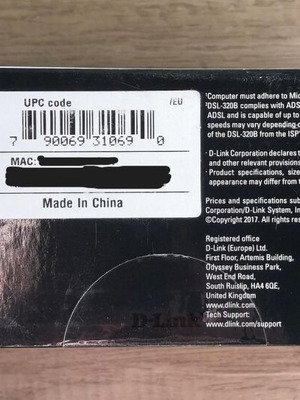 UPC code
/EU
7 90069 31069 0
MAC:
Made In China
¹Computer must adhere to Mic
²DSL-320B complies with ADSL
ADSL and is capable of up to
speeds may vary depending
of the DSL-320B from the ISP
· D-Link Corporation declares t
and other relevant provisions
· Product specifications, size
appearance may differ from t
Prices and specifications sub
Corporation/D-Link System, In
©Copyright 2017. All rights res
Registered office
D-Link (Europe) Ltd.
First Floor, Artemis Building,
Odyssey Business Park,
West End Road,
South Ruislip, HA4 6QE,
United Kingdom
www.dlink.com
Tech Support:
www.dlink.com/support
D-Link